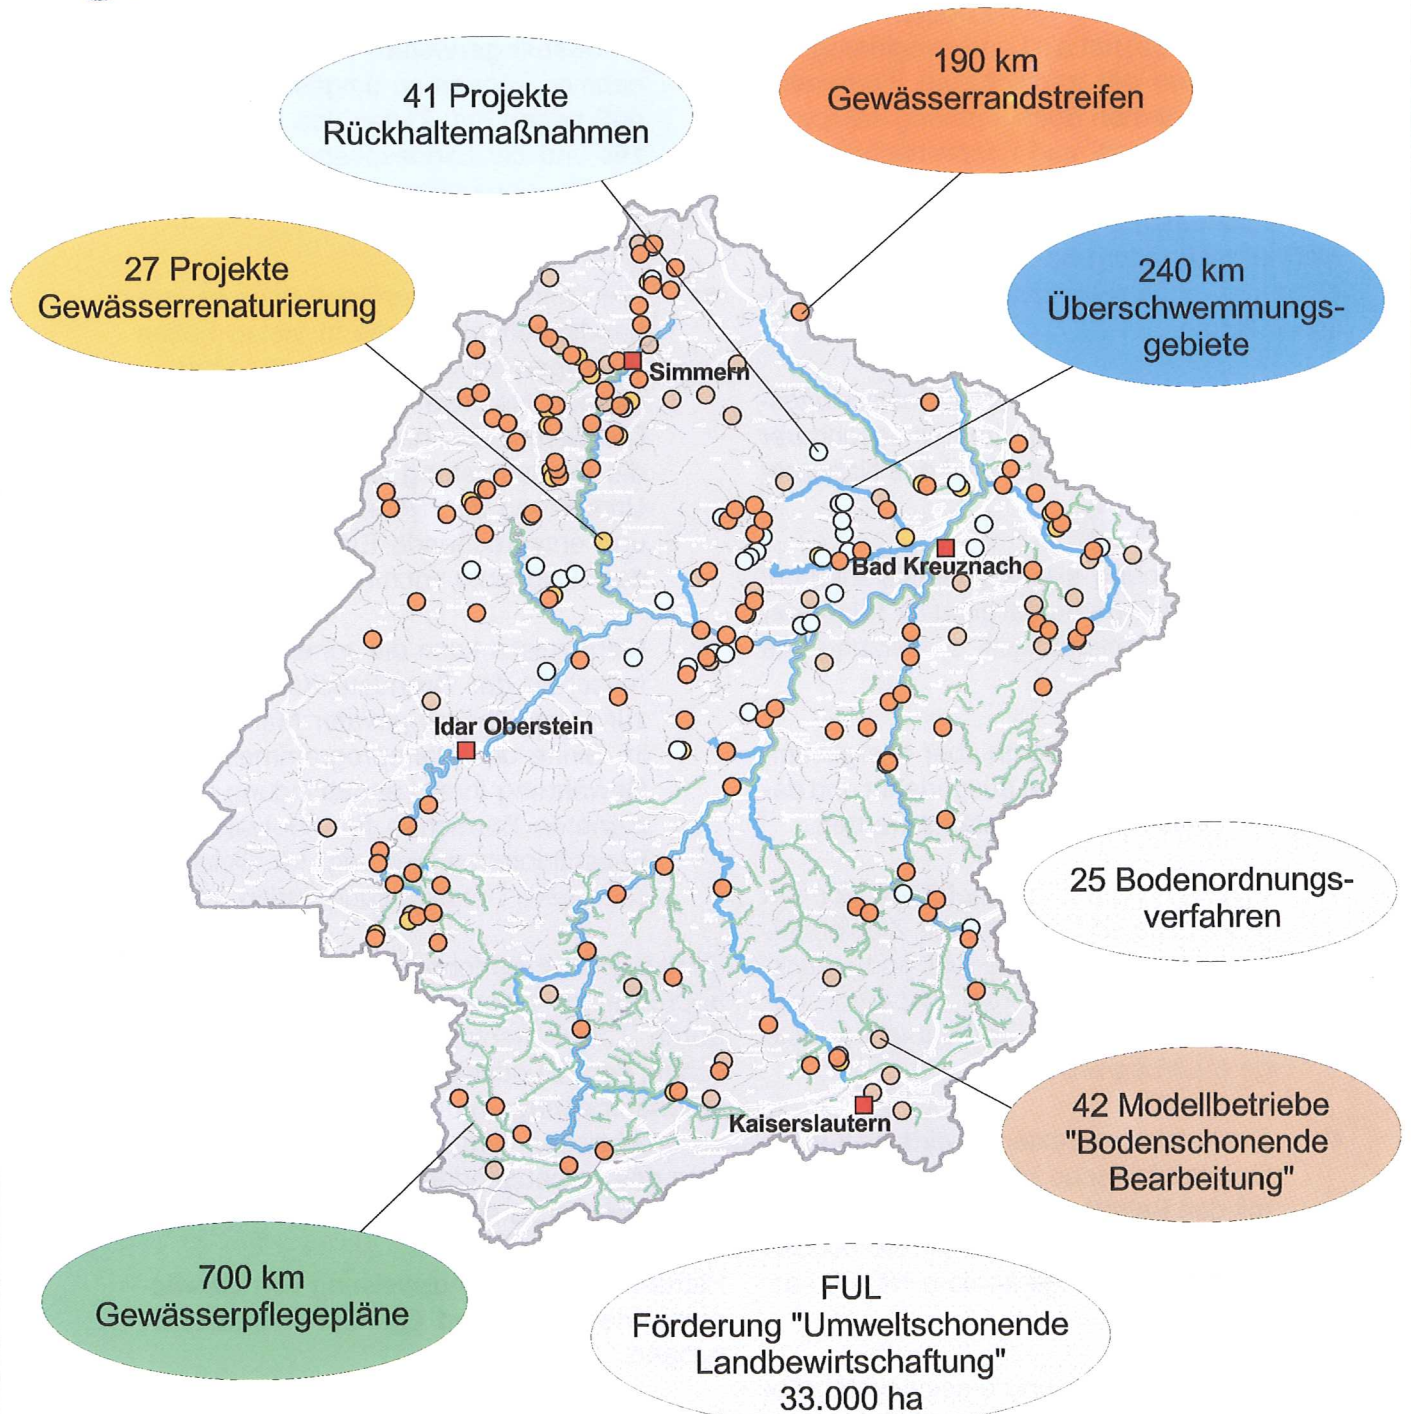 190 km
Gewässerrandstreifen
41 Projekte
Rückhaltemaßnahmen
27 Projekte
Gewässerrenaturierung
240 km
Überschwemmungs-
gebiete
Simmern
Bad Kreuznach
Idar Oberstein
25 Bodenordnungs-
verfahren
42 Modellbetriebe
"Bodenschonende
Bearbeitung"
Kaiserslautern
700 km
Gewässerpflegepläne
FUL
Förderung "Umweltschonende
Landbewirtschaftung"
33.000 ha